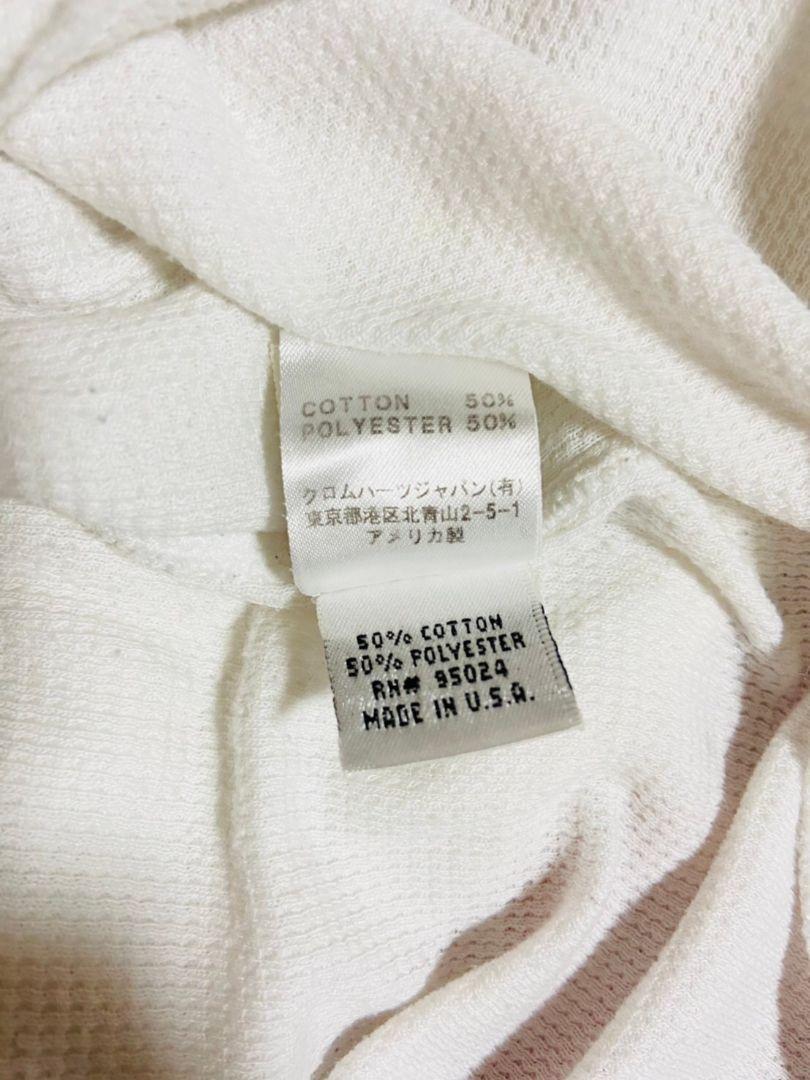 COTTON 50%
POLYESTER 50%
クロムハーツジャパン(有)
東京都港区北青山2-5-1
アメリカ製
50% COTTON
50% POLYESTER
RN# 95024
MADE IN U.S.A.